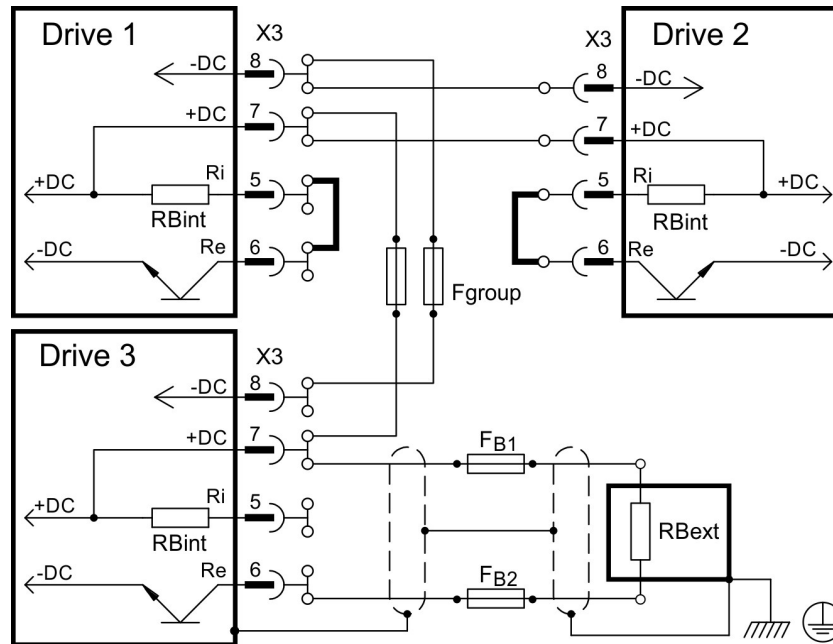 Drive 1
X3
-DC
8
+DC
7
+DC
Ri
5
RBint
-DC
Re
6
Drive 2
X3
8
-DC
7
+DC
5
Ri
+DC
RBint
6
Re
-DC
Fgroup
Drive 3
X3
-DC
8
+DC
7
+DC
Ri
5
RBint
-DC
Re
6
FB1
RBext
FB2